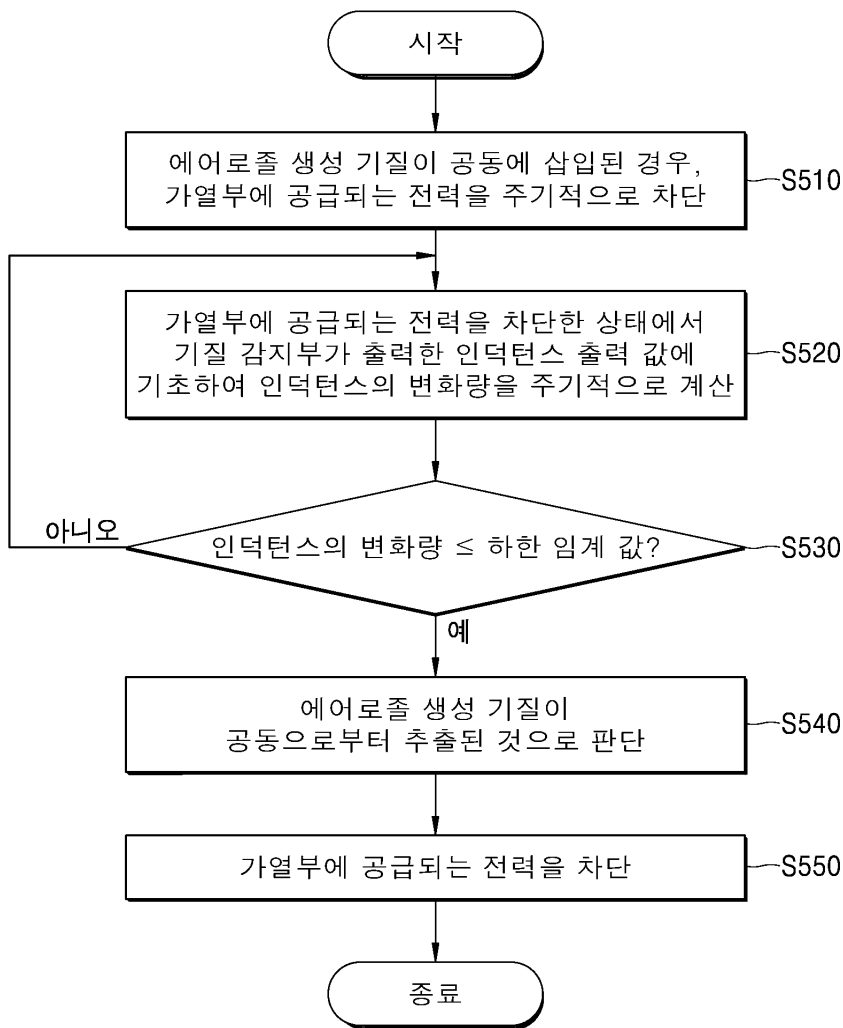 시작
에어로졸 생성 기질이 공동에 삽입된 경우,
가열부에 공급되는 전력을 주기적으로 차단
S510
가열부에 공급되는 전력을 차단한 상태에서
기질 감지부가 출력한 인덕턴스 출력 값에
기초하여 인덕턴스의 변화량을 주기적으로 계산
S520
아니오
인덕턴스의 변화량 ≤ 하한 임계 값?
S530
예
에어로졸 생성 기질이
공동으로부터 추출된 것으로 판단
S540
가열부에 공급되는 전력을 차단
S550
종료